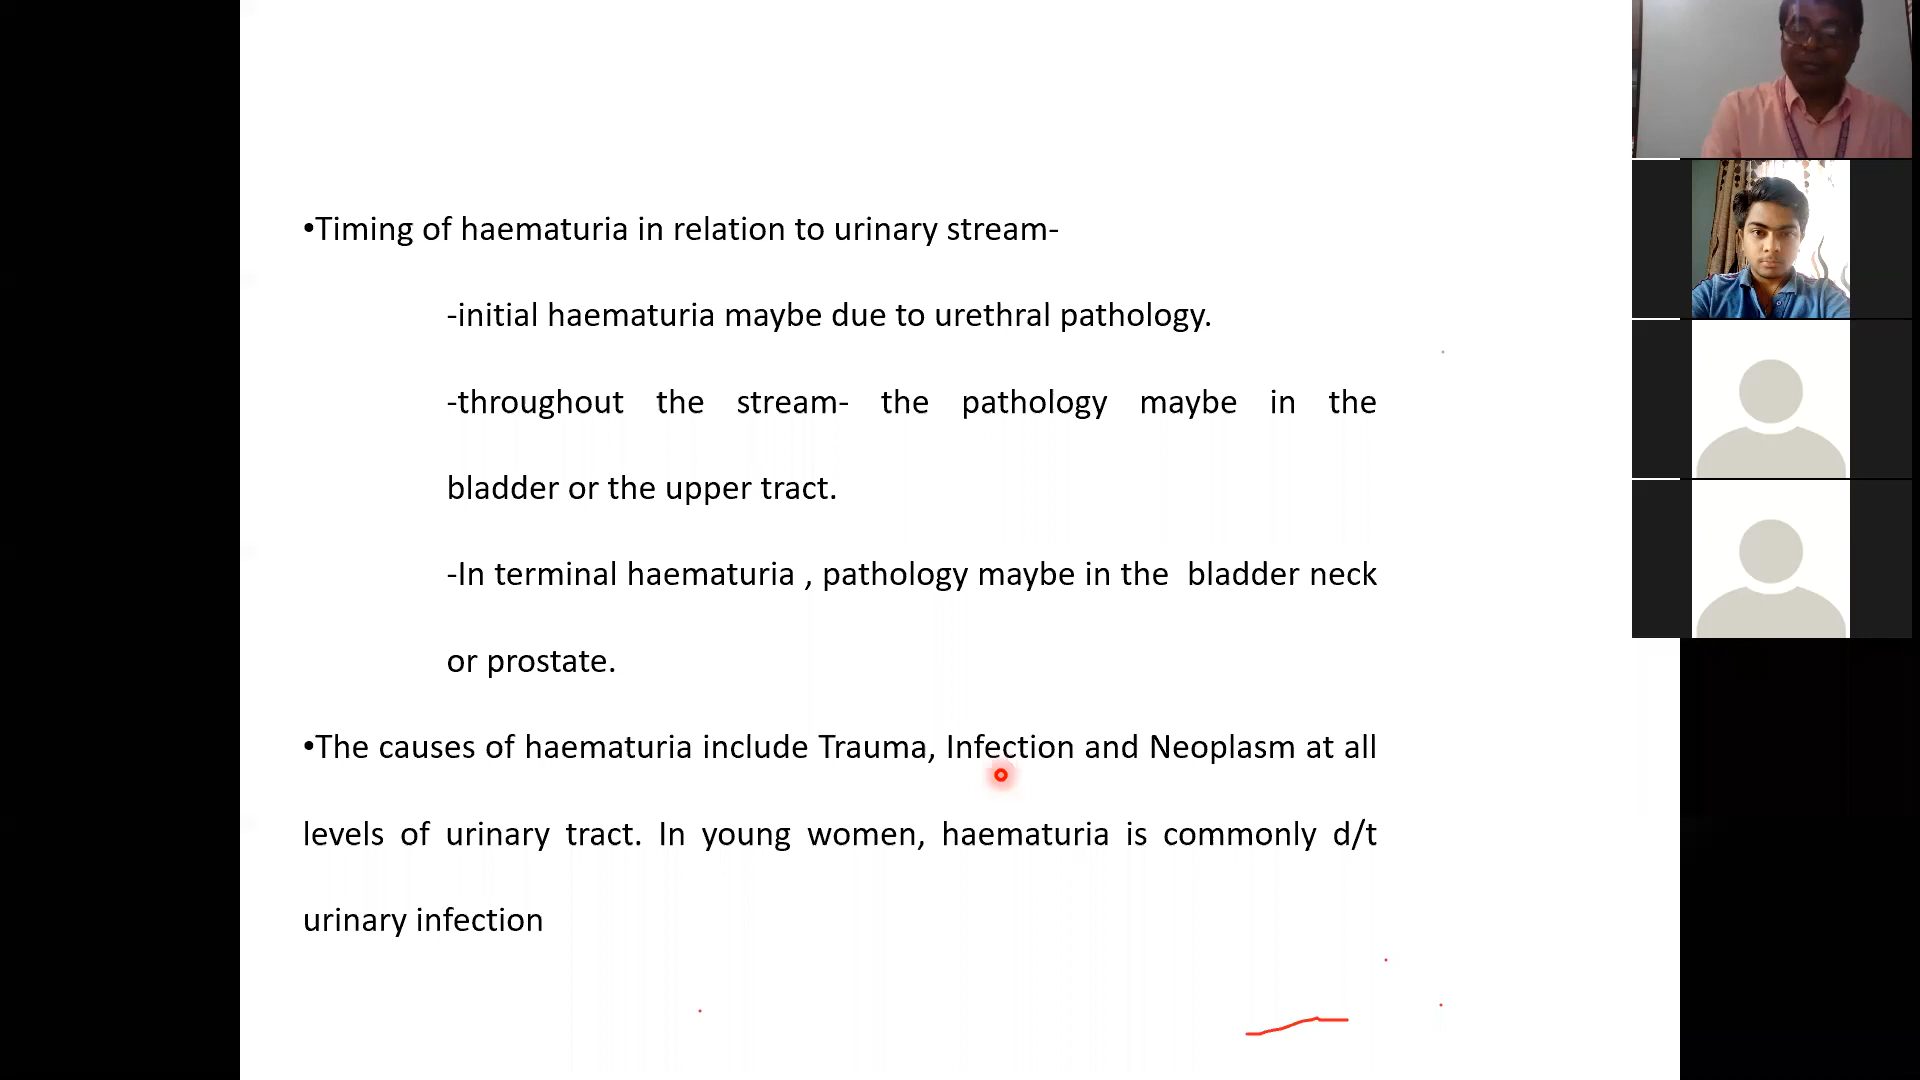 •Timing of haematuria in relation to urinary stream-
-initial haematuria maybe due to urethral pathology.
-throughout the stream- the pathology maybe in the
bladder or the upper tract.
-In terminal haematuria , pathology maybe in the bladder neck
or prostate.
•The causes of haematuria include Trauma, Infection and Neoplasm at all
levels of urinary tract. In young women, haematuria is commonly d/t
urinary infection